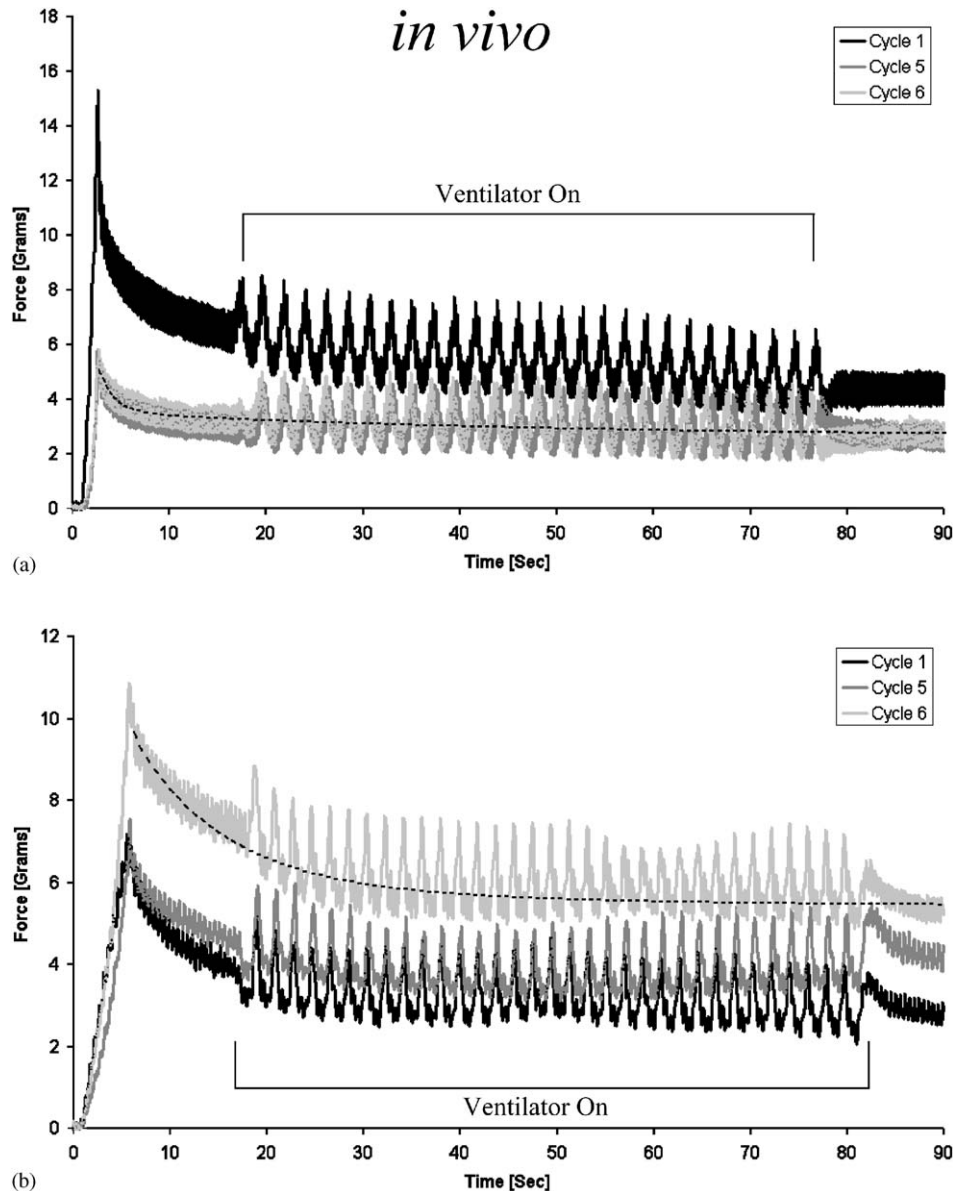 in vivo
18
16
14
12
10
8
6
4
2
0
Force [Grams]
Cycle 1
Cycle 5
Cycle 6
Ventilator On
0 10 20 30 40 50 60 70 80 90
Time [Sec]
(a)
12
10
8
6
4
2
0
Force [Grams]
Cycle 1
Cycle 5
Cycle 6
Ventilator On
0 10 20 30 40 50 60 70 80 90
Time [Sec]
(b)